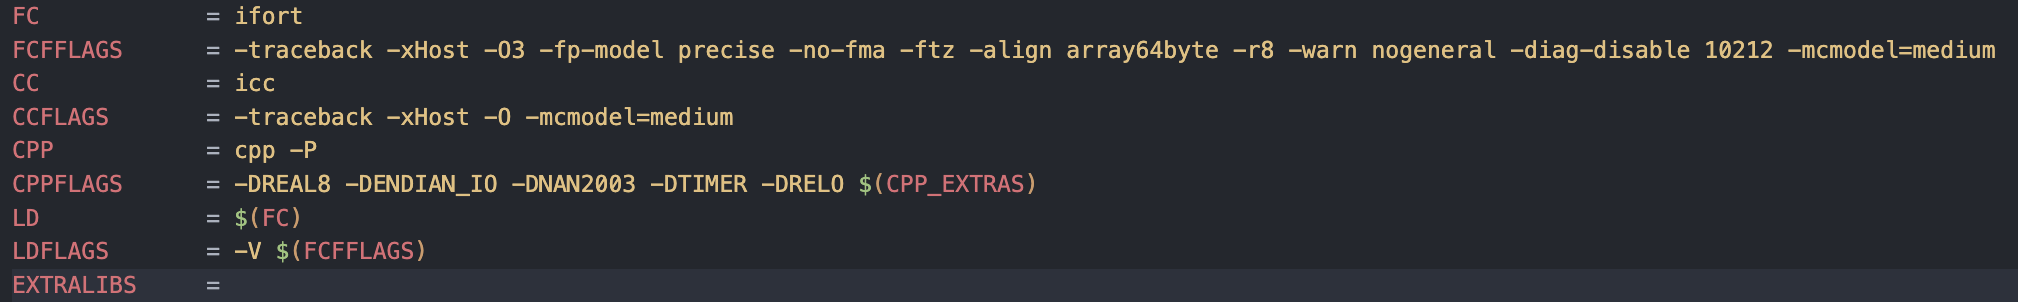 FC = ifort
FCFFLAGS = -traceback -xHost -O3 -fp-model precise -no-fma -ftz -align array64byte -r8 -warn nogeneral -diag-disable 10212 -mcmodel=medium
CC = icc
CCFLAGS = -traceback -xHost -O -mcmodel=medium
CPP = cpp -P
CPPFLAGS = -DREAL8 -DENDIAN_IO -DNAN2003 -DTIMER -DRELO $(CPP_EXTRAS)
LD = $(FC)
LDFLAGS = -V $(FCFFLAGS)
EXTRALIBS =